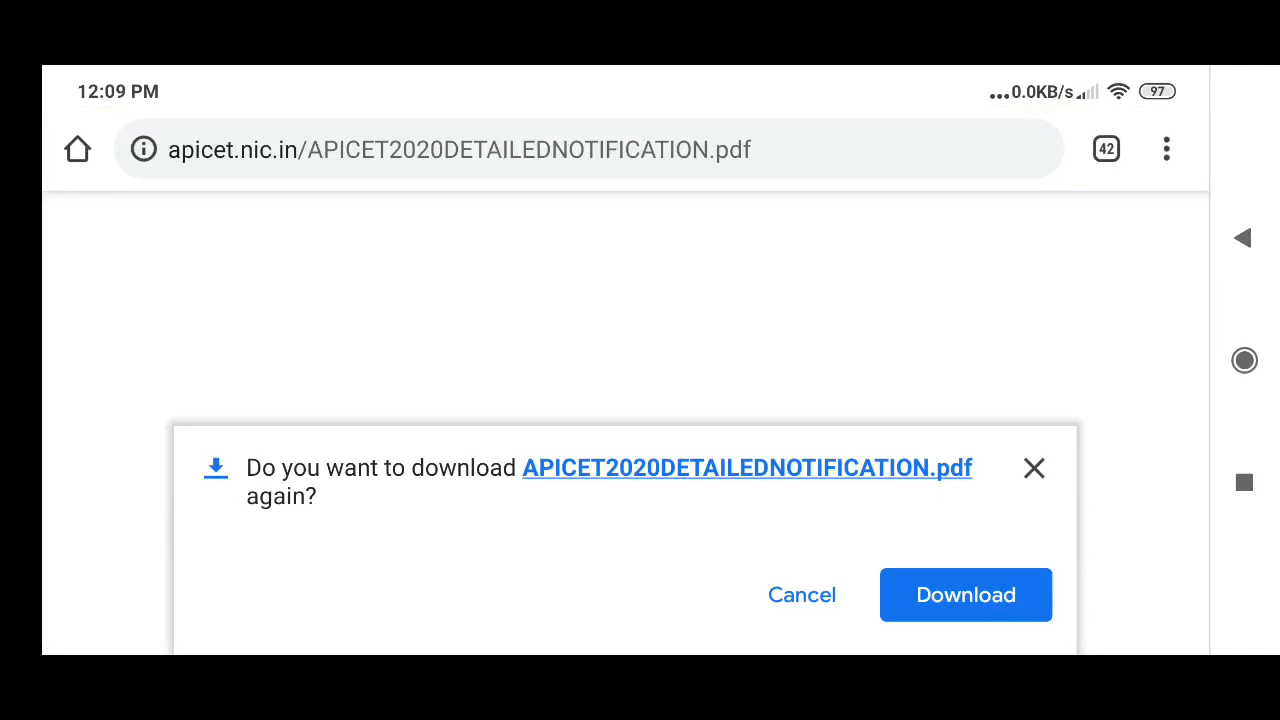 12:09 PM
...0.0KB/s 97
apicet.nic.in/APICET2020DETAILEDNOTIFICATION.pdf 42
Do you want to download APICET2020DETAILEDNOTIFICATION.pdf
again?
Cancel Download